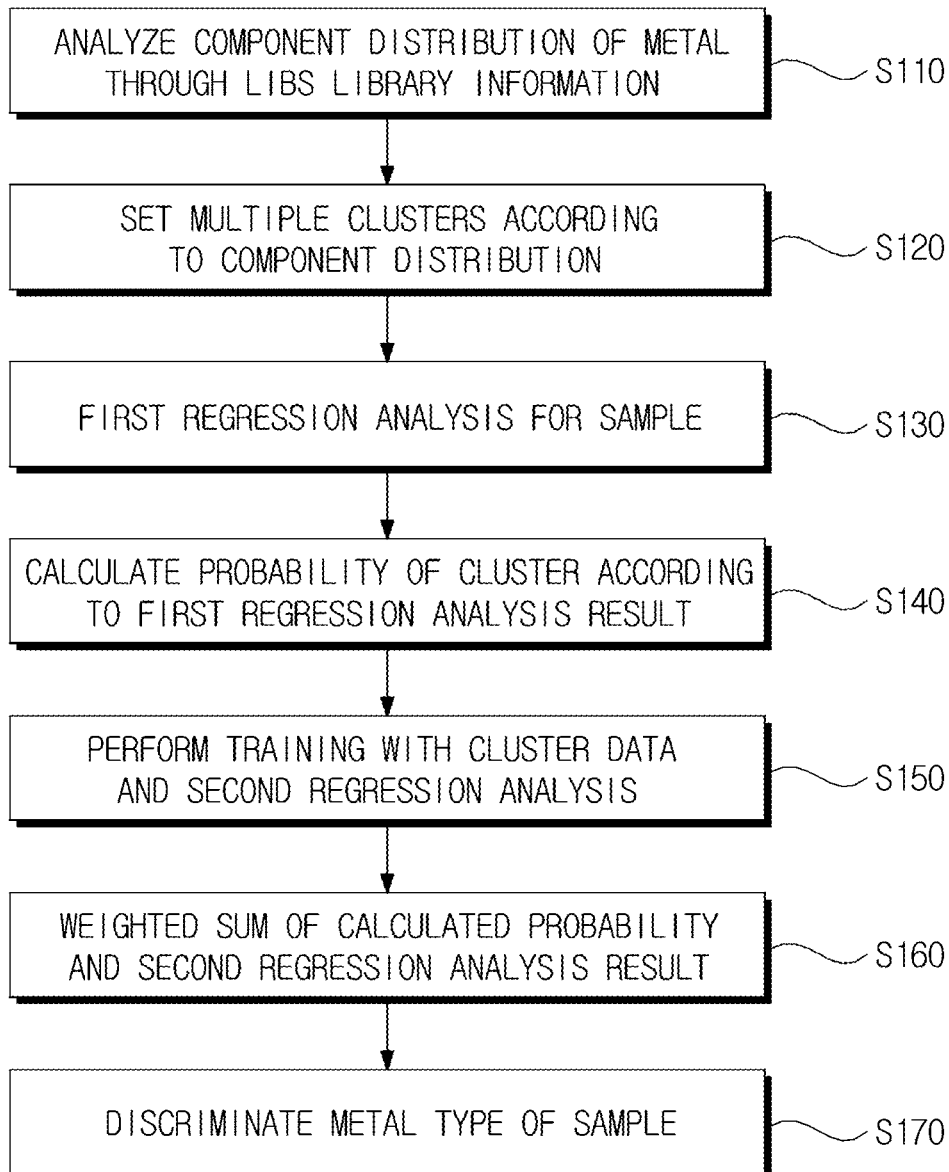 ANALYZE COMPONENT DISTRIBUTION OF METAL
THROUGH LIBS LIBRARY INFORMATION
S110
SET MULTIPLE CLUSTERS ACCORDING
TO COMPONENT DISTRIBUTION
S120
FIRST REGRESSION ANALYSIS FOR SAMPLE
S130
CALCULATE PROBABILITY OF CLUSTER ACCORDING
TO FIRST REGRESSION ANALYSIS RESULT
S140
PERFORM TRAINING WITH CLUSTER DATA
AND SECOND REGRESSION ANALYSIS
S150
WEIGHTED SUM OF CALCULATED PROBABILITY
AND SECOND REGRESSION ANALYSIS RESULT
S160
DISCRIMINATE METAL TYPE OF SAMPLE
S170